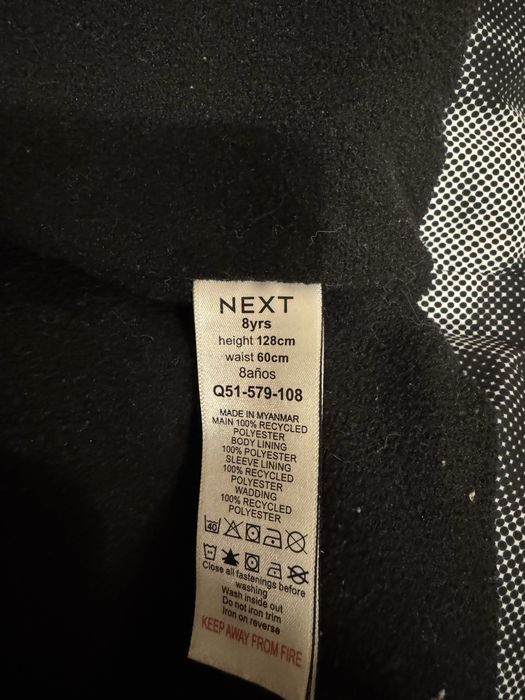 NEXT
8yrs
height 128cm
waist 60cm
8años
Q51-579-108
MADE IN MYANMAR
MAIN 100% RECYCLED
POLYESTER
BODY LINING
100% POLYESTER
SLEEVE LINING
100% RECYCLED
POLYESTER
WADDING
100% RECYCLED
POLYESTER
40
Close all fastenings before
washing
Wash inside out
Do not iron trim
Iron on reverse
KEEP AWAY FROM FIRE